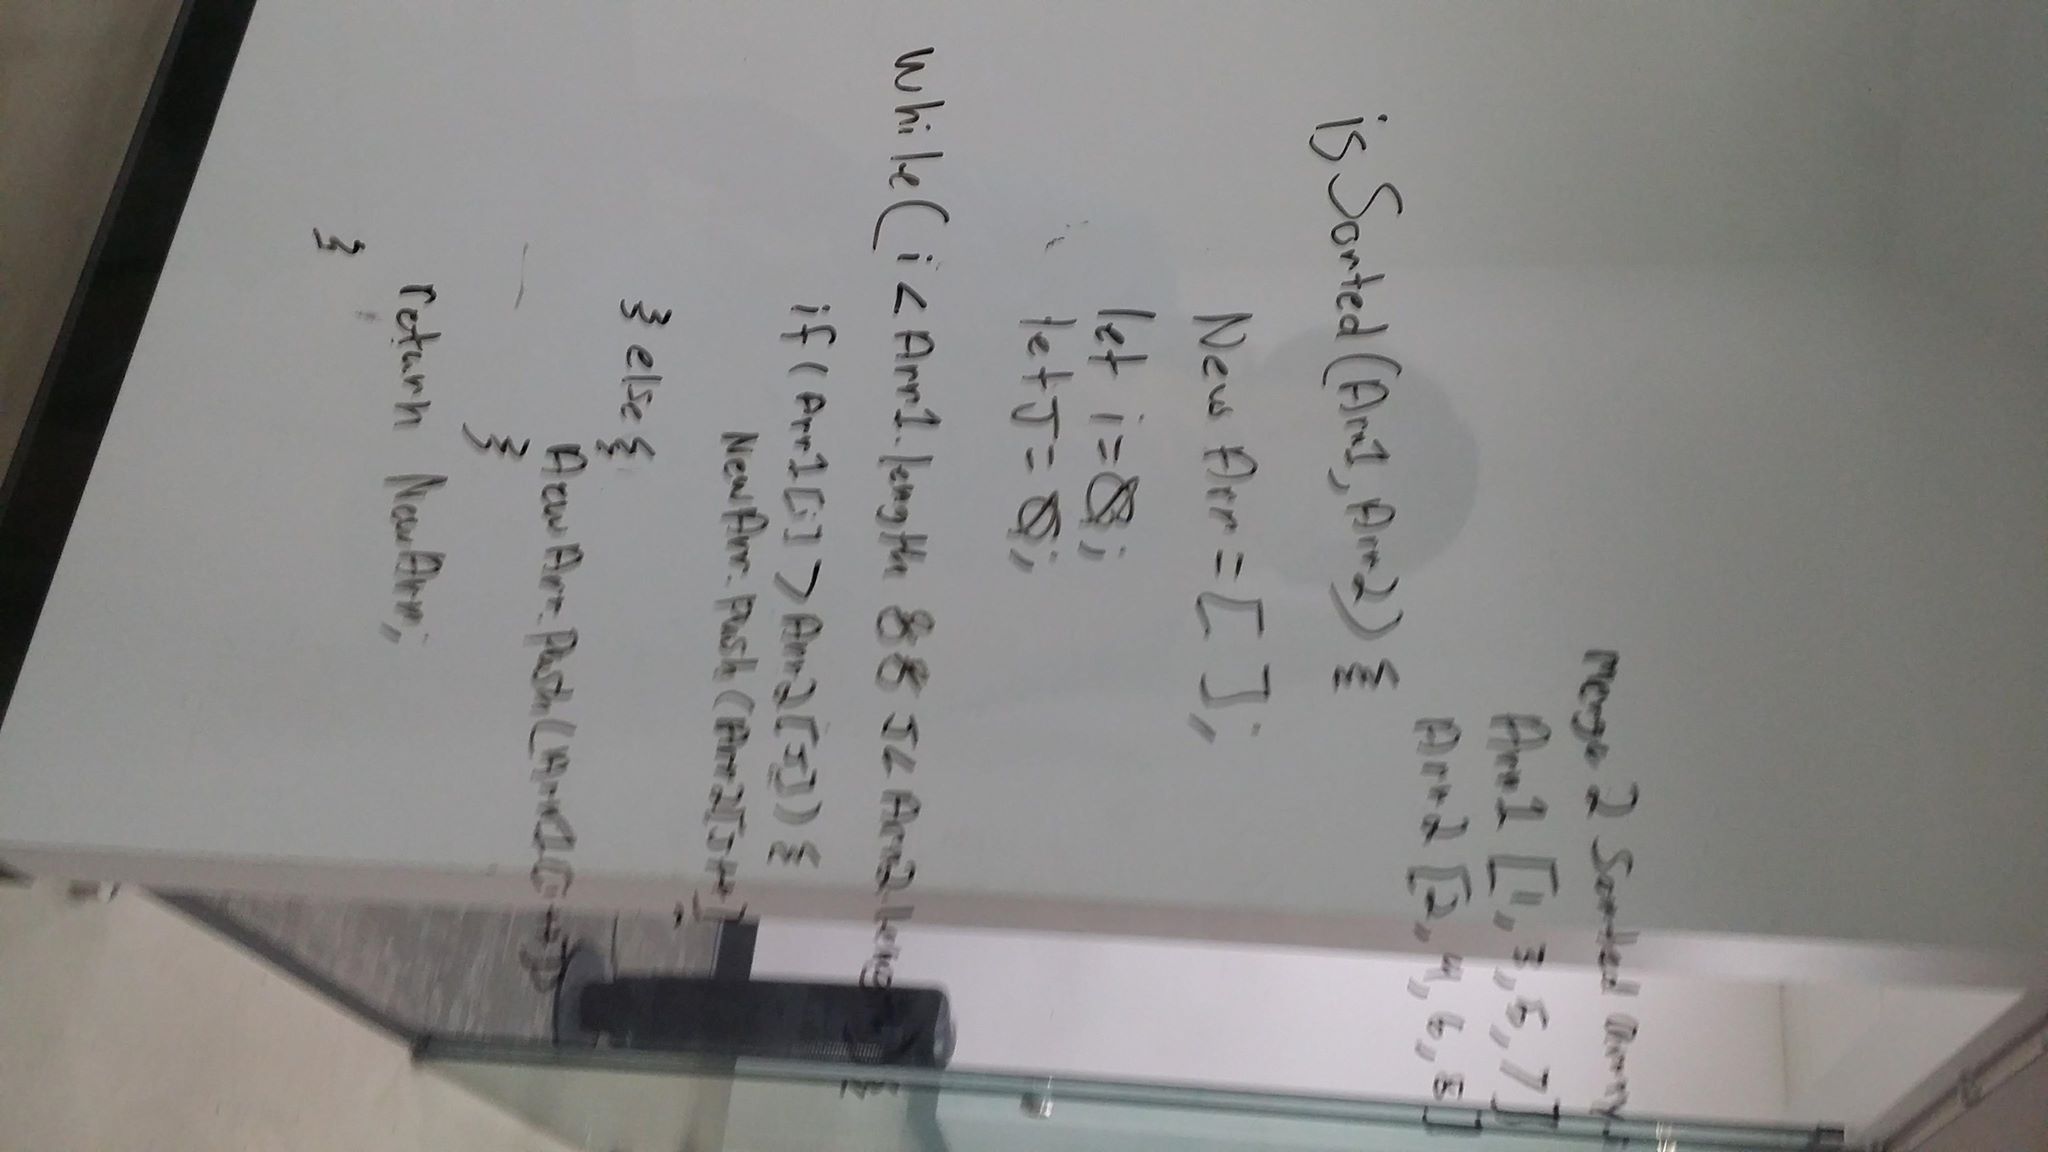 merge 2 Sorted arrays
Arr1 [1, 3, 5, 7]
Arr2 [2, 4, 6, 8]
isSorted(Arr1, Arr2) {
New Arr = [ ];
let i = 0;
let J = 0;
while(i < Arr1.length && J < Arr2.length) {
if (Arr1[i] > Arr2[J]) {
NewArr.push(Arr2[J++]
} else {
NewArr.push(Arr1[i++])
}
return NewArr;
}